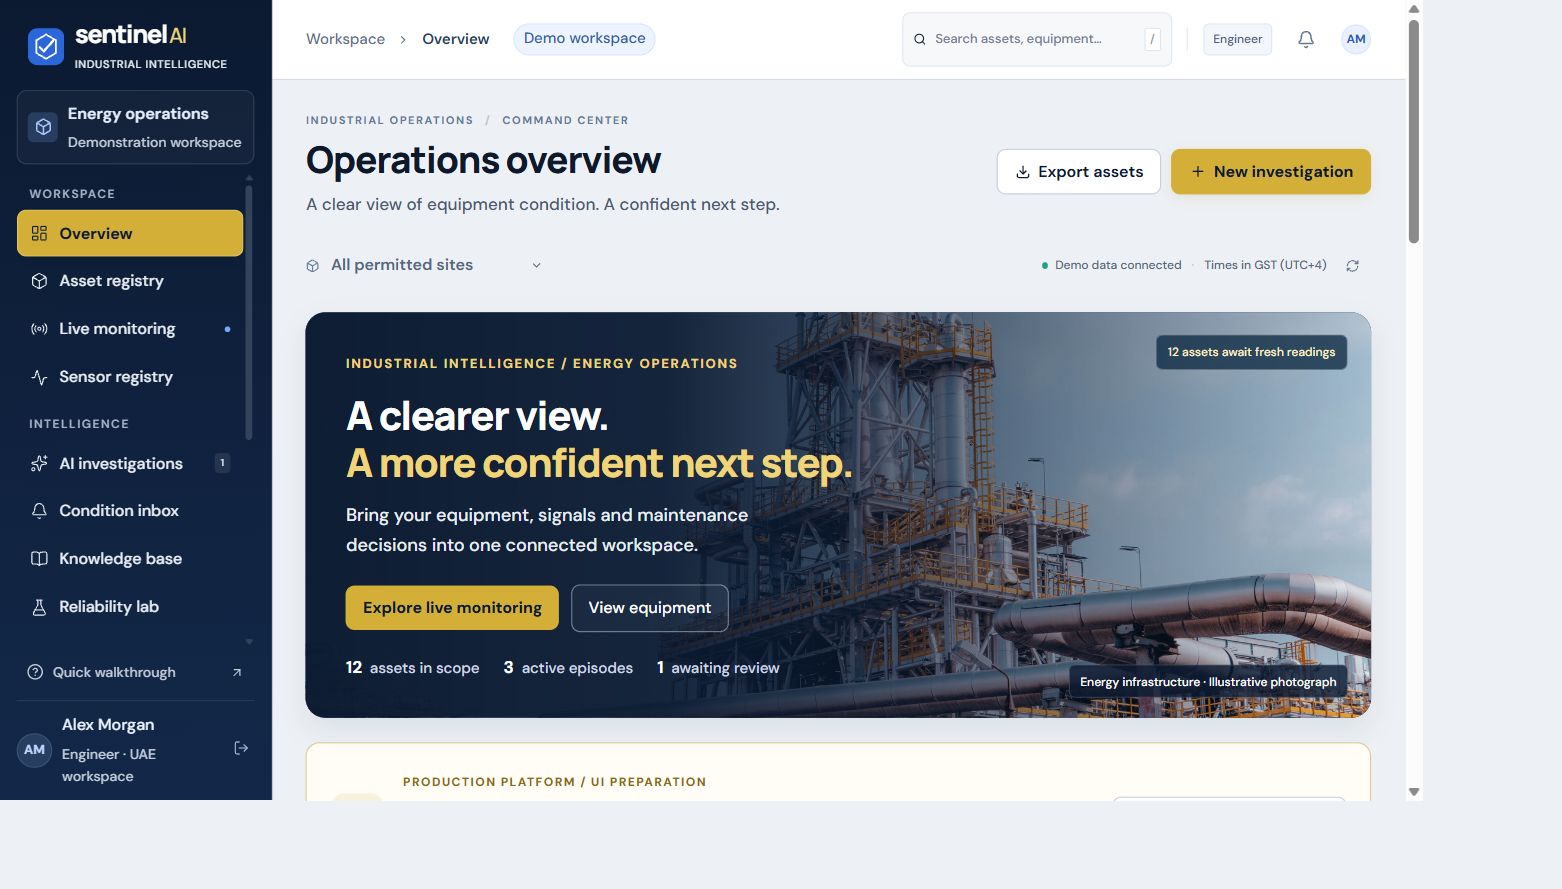 sentinel AI
INDUSTRIAL INTELLIGENCE
Energy operations
Demonstration workspace
WORKSPACE
Overview
Asset registry
Live monitoring
Sensor registry
INTELLIGENCE
AI investigations 1
Condition inbox
Knowledge base
Reliability lab
Quick walkthrough
AM
Alex Morgan
Engineer · UAE
workspace
Workspace > Overview
Demo workspace
Search assets, equipment... /
Engineer
AM
INDUSTRIAL OPERATIONS / COMMAND CENTER
Operations overview
A clear view of equipment condition. A confident next step.
Export assets
+ New investigation
All permitted sites
Demo data connected · Times in GST (UTC+4)
12 assets await fresh readings
INDUSTRIAL INTELLIGENCE / ENERGY OPERATIONS
A clearer view.
A more confident next step.
Bring your equipment, signals and maintenance
decisions into one connected workspace.
Explore live monitoring
View equipment
12 assets in scope 3 active episodes 1 awaiting review
Energy infrastructure · Illustrative photograph
PRODUCTION PLATFORM / UI PREPARATION